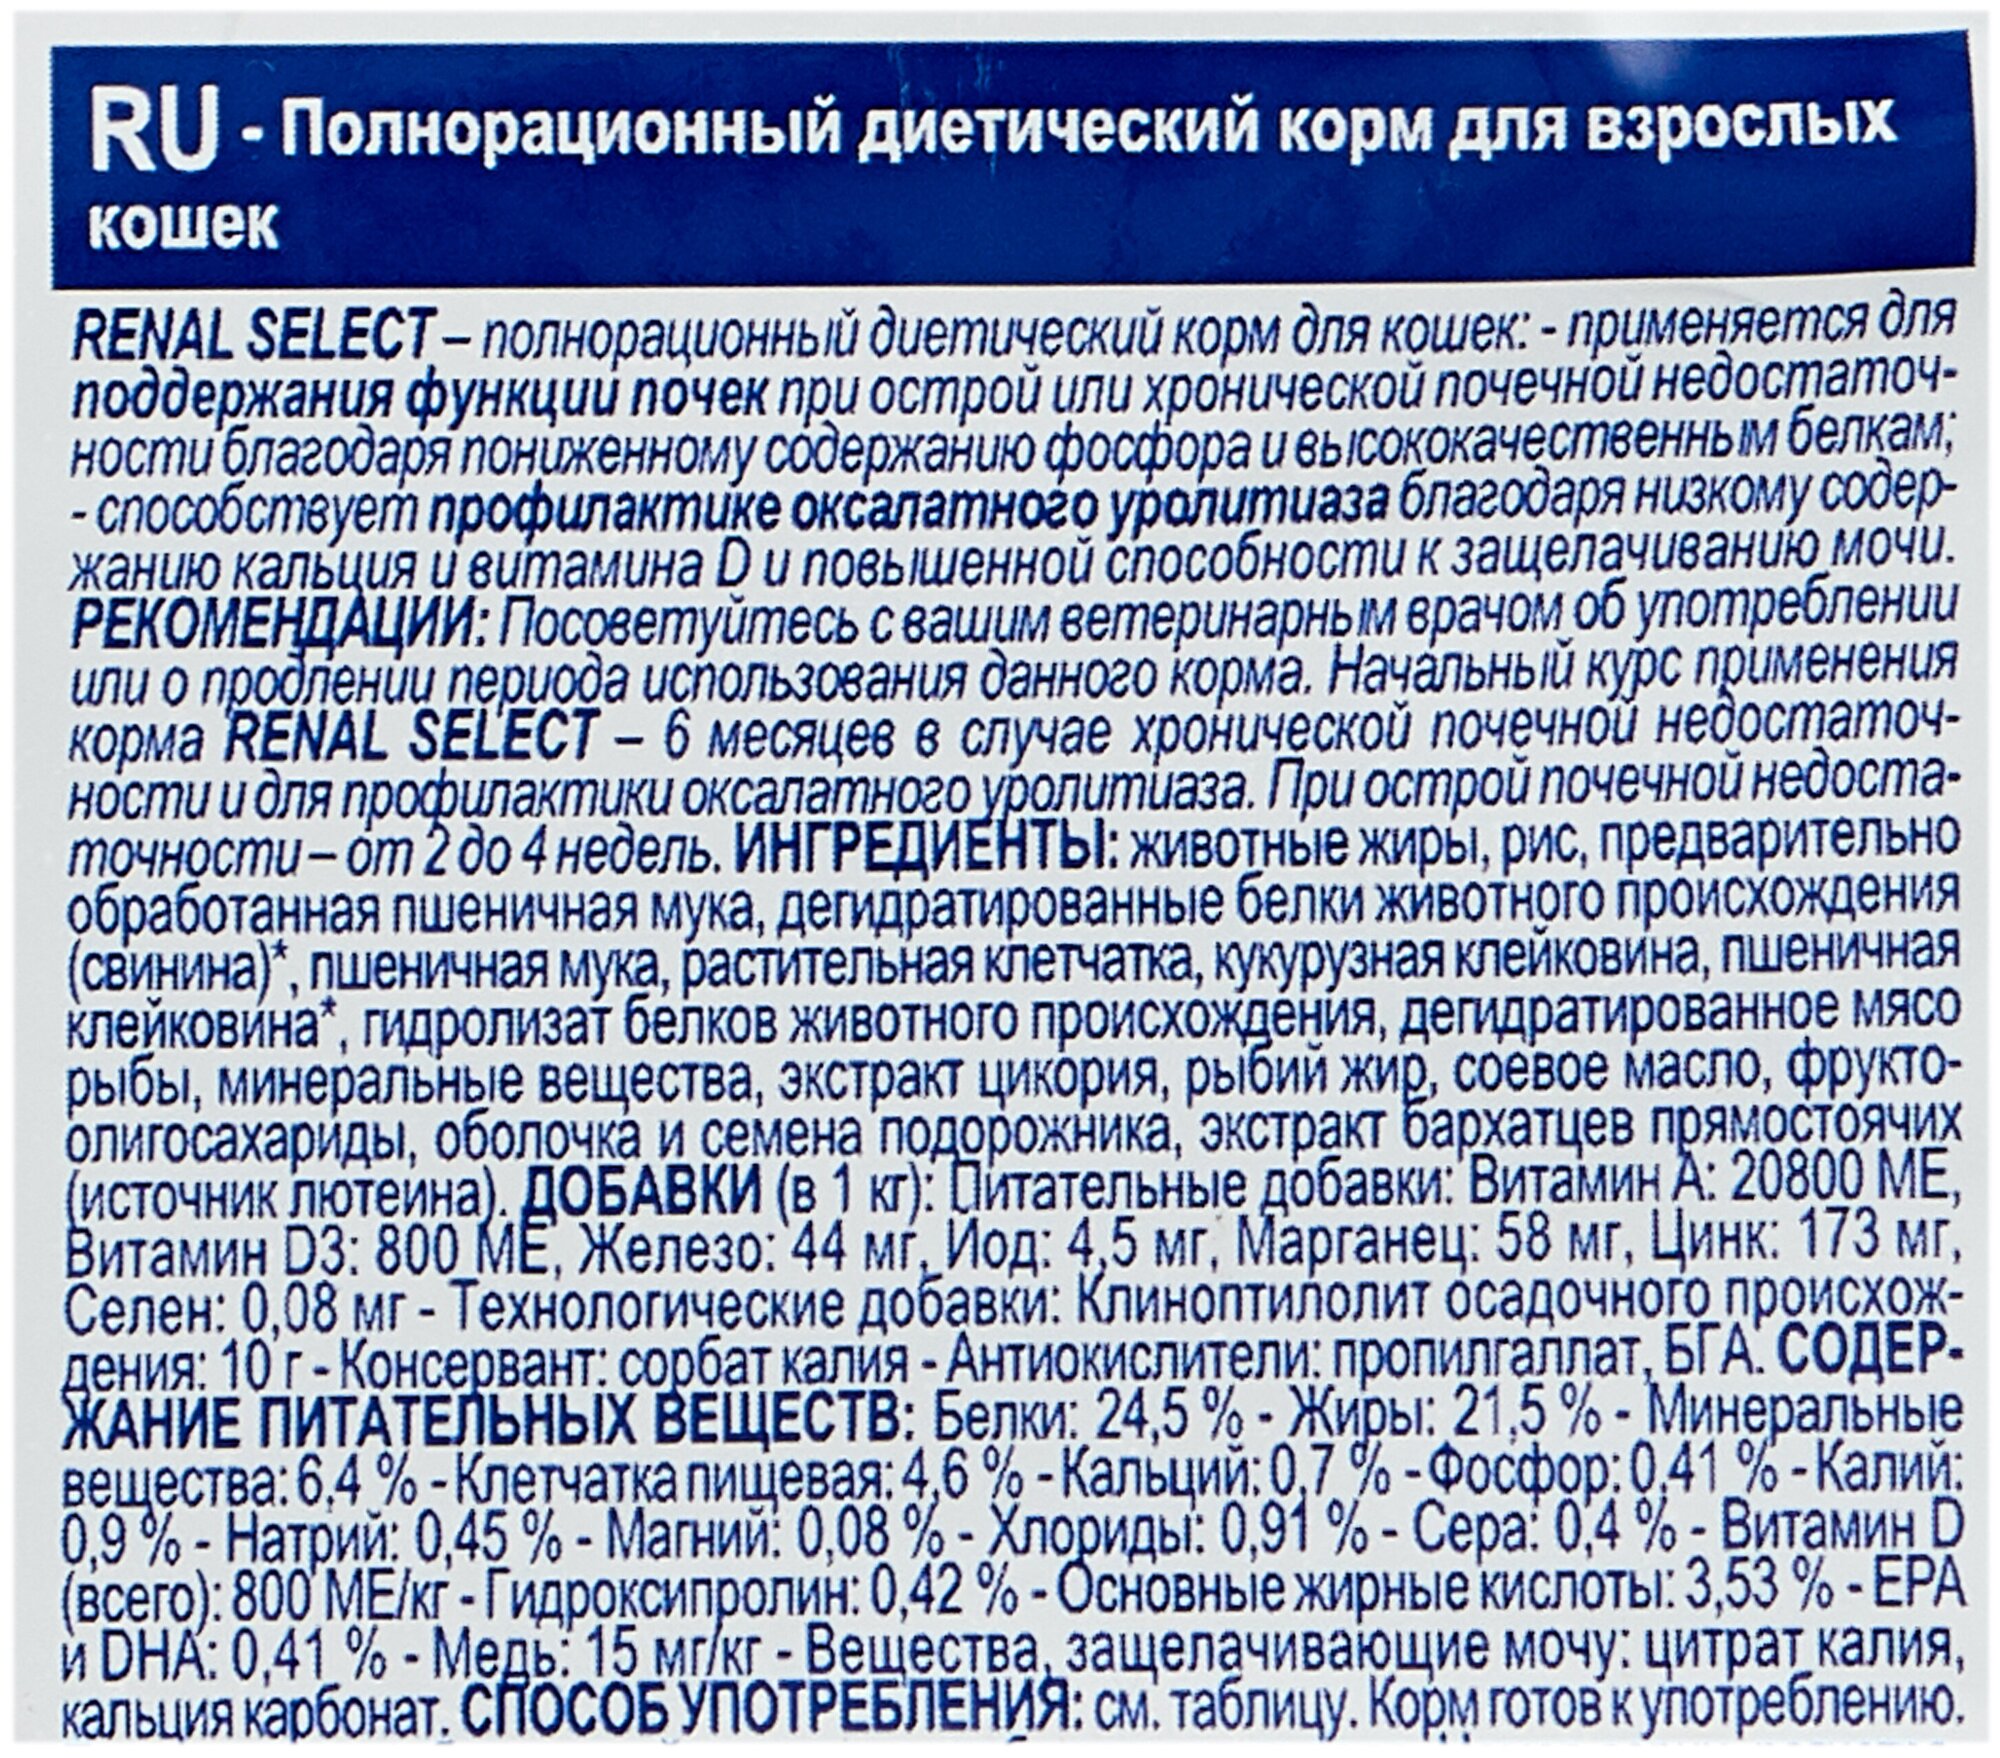 RU - Полнорационный диетический корм для взрослых
кошек
RENAL SELECT – полнорационный диетический корм для кошек: - применяется для
поддержания функции почек при острой или хронической почечной недостаточ-
ности благодаря пониженному содержанию фосфора и высококачественным белкам;
- способствует профилактике оксалатного уролитиаза благодаря низкому содер-
жанию кальция и витамина D и повышенной способности к защелачиванию мочи.
РЕКОМЕНДАЦИИ: Посоветуйтесь с вашим ветеринарным врачом об употреблении
или о продлении периода использования данного корма. Начальный курс применения
корма RENAL SELECT – 6 месяцев в случае хронической почечной недостаточ-
ности и для профилактики оксалатного уролитиаза. При острой почечной недоста-
точности – от 2 до 4 недель. ИНГРЕДИЕНТЫ: животные жиры, рис, предварительно
обработанная пшеничная мука, дегидратированные белки животного происхождения
(свинина)*, пшеничная мука, растительная клетчатка, кукурузная клейковина, пшеничная
клейковина*, гидролизат белков животного происхождения, дегидратированное мясо
рыбы, минеральные вещества, экстракт цикория, рыбий жир, соевое масло, фрукто-
олигосахариды, оболочка и семена подорожника, экстракт бархатцев прямостоячих
(источник лютеина). ДОБАВКИ (в 1 кг): Питательные добавки: Витамин А: 20800 МЕ,
Витамин D3: 800 МЕ, Железо: 44 мг, Иод: 4,5 мг, Марганец: 58 мг, Цинк: 173 мг,
Селен: 0,08 мг - Технологические добавки: Клиноптилолит осадочного происхож-
дения: 10 г - Консервант: сорбат калия - Антиокислители: пропилгаллат, БГА. СОДЕР-
ЖАНИЕ ПИТАТЕЛЬНЫХ ВЕЩЕСТВ: Белки: 24,5 % - Жиры: 21,5 % - Минеральные
вещества: 6,4 % - Клетчатка пищевая: 4,6 % - Кальций: 0,7 % - Фосфор: 0,41 % - Калий:
0,9 % - Натрий: 0,45 % - Магний: 0,08 % - Хлориды: 0,91 % - Сера: 0,4 % - Витамин D
(всего): 800 МЕ/кг - Гидроксипролин: 0,42 % - Основные жирные кислоты: 3,53 % - EPA
и DHA: 0,41 % - Медь: 15 мг/кг - Вещества, защелачивающие мочу: цитрат калия,
кальция карбонат. СПОСОБ УПОТРЕБЛЕНИЯ: см. таблицу. Корм готов к употреблению.